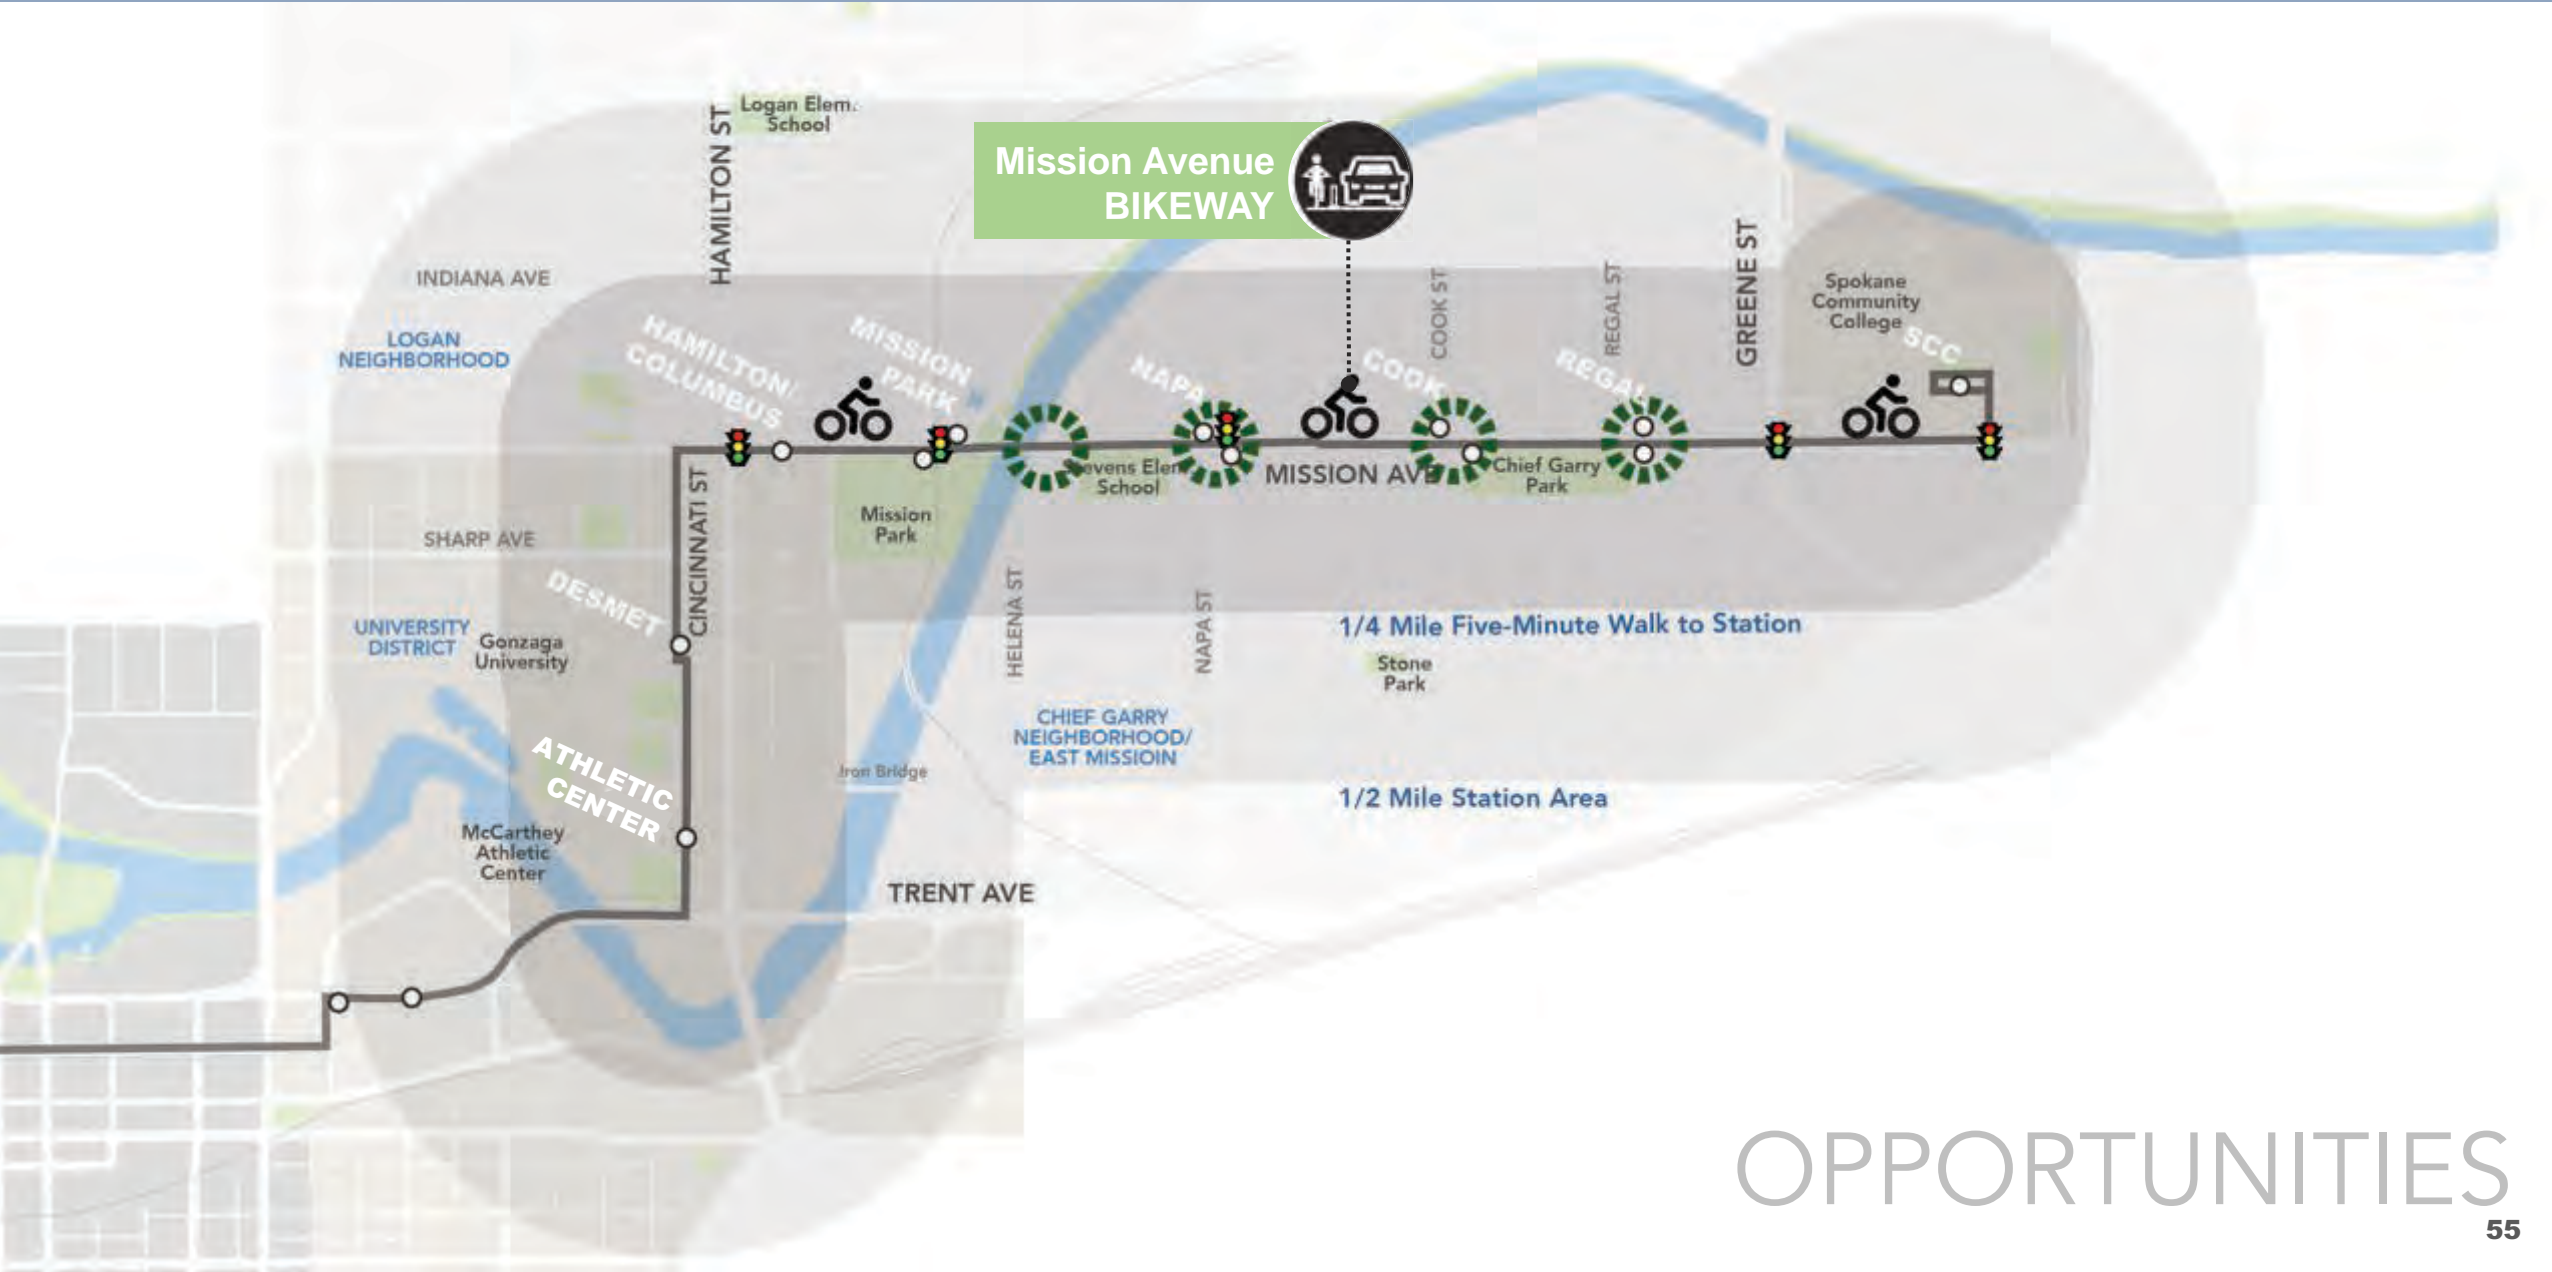 Logan Elem.
School
HAMILTON ST
Mission Avenue
BIKEWAY
INDIANA AVE
LOGAN
NEIGHBORHOOD
HAMILTON/
COLUMBUS
MISSION
PARK
NAPA
COOK
COOK ST
REGAL
REGAL ST
GREENE ST
Spokane
Community
College
SCC
CINCINNATI ST
Mission
Park
School
MISSION AVE
Chief Garry
Park
SHARP AVE
DESMET
UNIVERSITY
DISTRICT
Gonzaga
University
HELENA ST
NAPA ST
1/4 Mile Five-Minute Walk to Station
Stone
Park
CHIEF GARRY
NEIGHBORHOOD/
EAST MISSIOIN
ATHLETIC
CENTER
Iron Bridge
1/2 Mile Station Area
McCarthey
Athletic
Center
TRENT AVE
OPPORTUNITIES
55